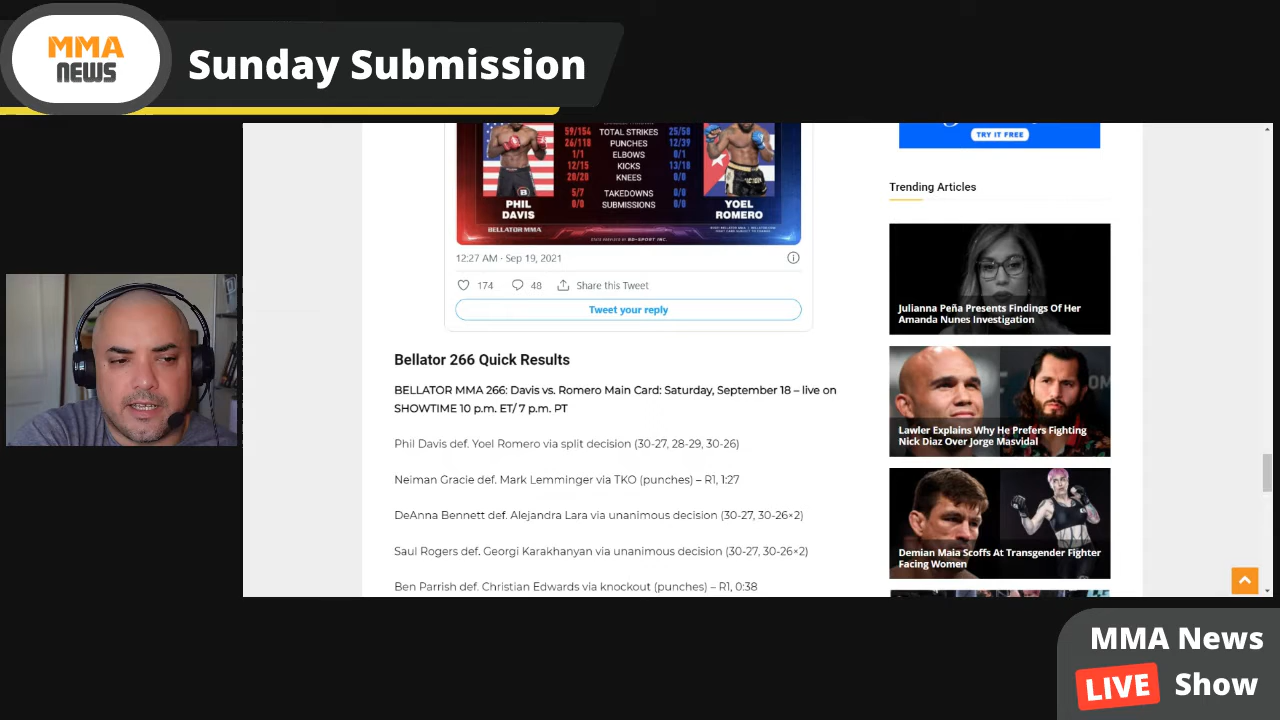 MMA
NEWS
Sunday Submission
59/154 TOTAL STRIKES 25/58
26/118 PUNCHES 12/39
1/1 ELBOWS 0/1
12/15 KICKS 13/18
20/20 KNEES 0/0
5/7 TAKEDOWNS 0/0
0/0 SUBMISSIONS 0/0
PHIL
DAVIS
YOEL
ROMERO
BELLATOR MMA
12:27 AM · Sep 19, 2021
174 48 Share this Tweet
Tweet your reply
Bellator 266 Quick Results
BELLATOR MMA 266: Davis vs. Romero Main Card: Saturday, September 18 – live on
SHOWTIME 10 p.m. ET/ 7 p.m. PT
Phil Davis def. Yoel Romero via split decision (30-27, 28-29, 30-26)
Neiman Gracie def. Mark Lemminger via TKO (punches) – R1, 1:27
DeAnna Bennett def. Alejandra Lara via unanimous decision (30-27, 30-26×2)
Saul Rogers def. Georgi Karakhanyan via unanimous decision (30-27, 30-26×2)
Ben Parrish def. Christian Edwards via knockout (punches) – R1, 0:38
TRY IT FREE
Trending Articles
Julianna Peña Presents Findings Of Her
Amanda Nunes Investigation
Lawler Explains Why He Prefers Fighting
Nick Diaz Over Jorge Masvidal
Demian Maia Scoffs At Transgender Fighter
Facing Women
MMA News
LIVE Show